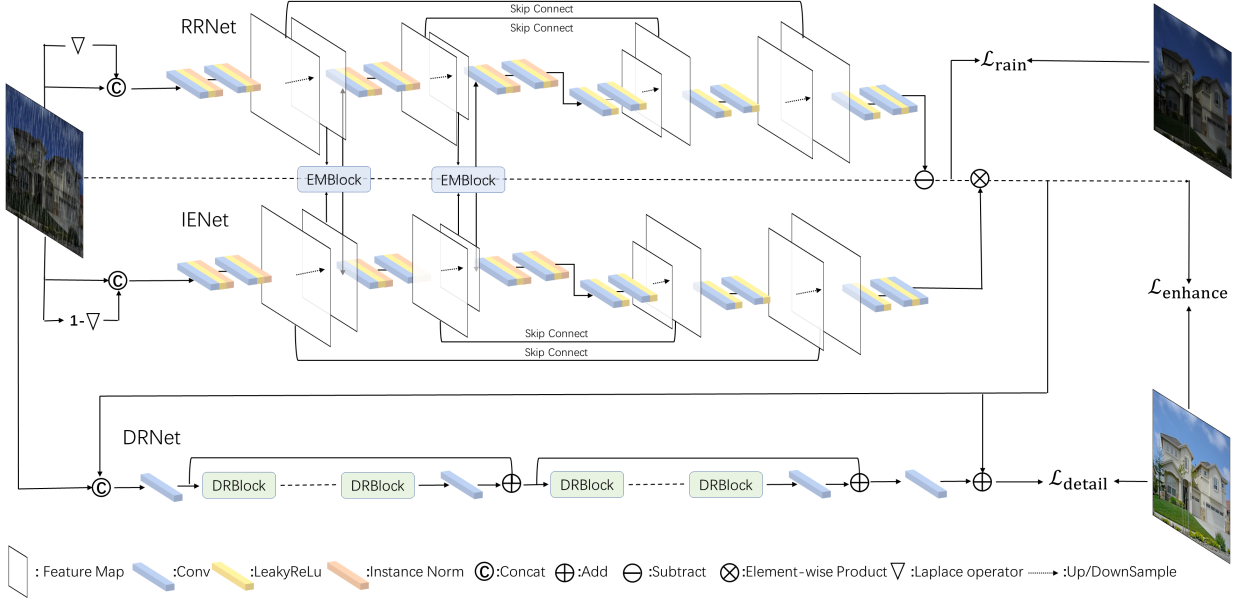 Skip Connect
RRNet
Skip Connect
∇
C
ℒrain
EMBlock
EMBlock
IENet
C
1-∇
ℒenhance
Skip Connect
Skip Connect
DRNet
C
DRBlock
DRBlock
DRBlock
DRBlock
ℒdetail
: Feature Map
:Conv
:LeakyReLu
:Instance Norm
C:Concat
:Add
:Subtract
:Element-wise Product
∇:Laplace operator
:Up/DownSample